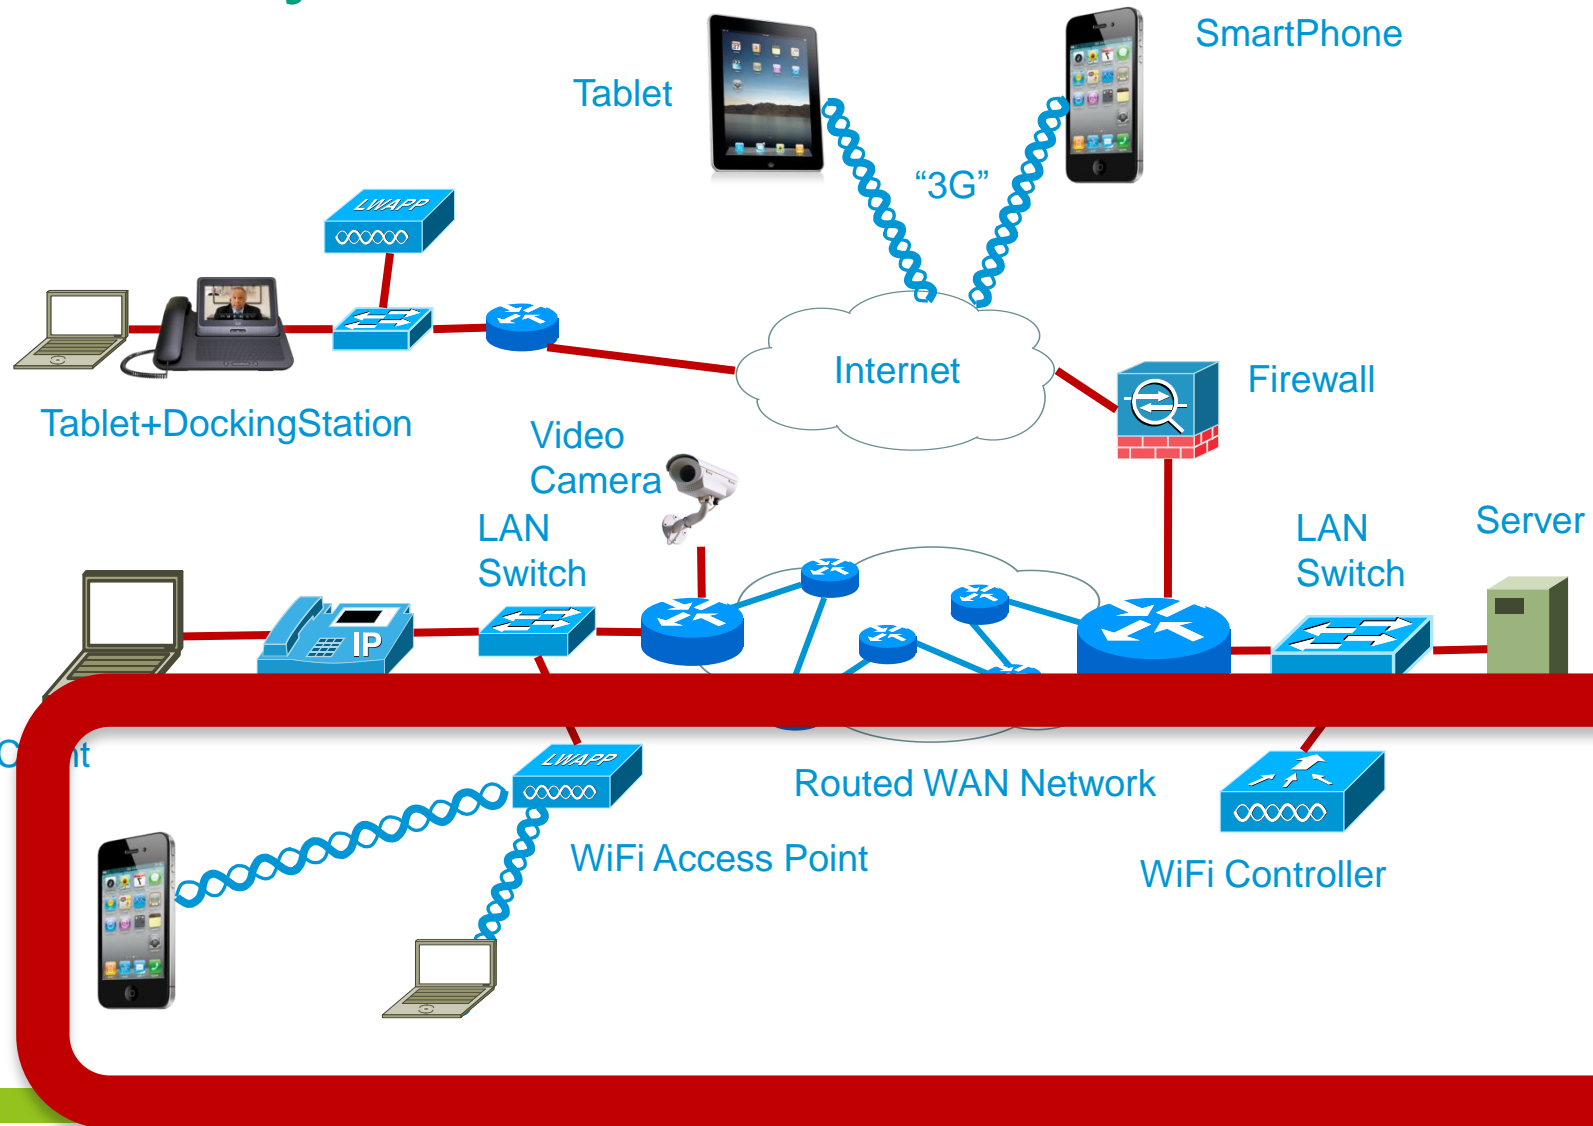 SmartPhone
Tablet
“3G”
LWAPP
Internet
Firewall
Tablet+DockingStation
Video
Camera
LAN
Switch
LAN
Switch
Server
IP
LWAPP
Routed WAN Network
WiFi Access Point
WiFi Controller